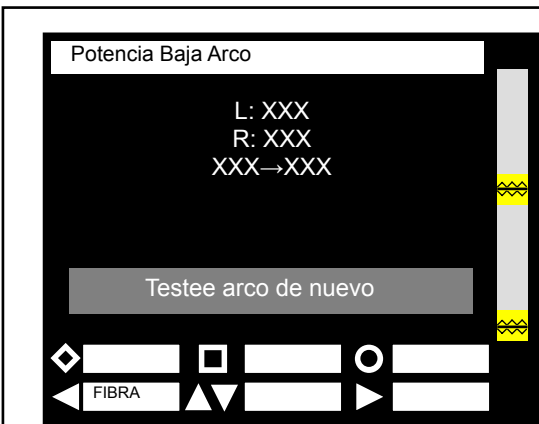 Potencia Baja Arco
L: XXX
R: XXX
XXX→XXX
Testee arco de nuevo
FIBRA